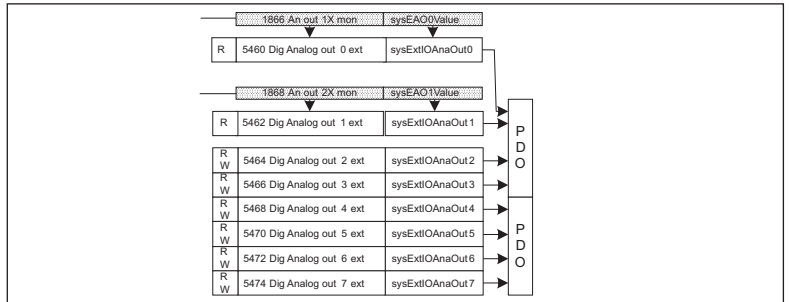 1866 An out 1X mon sysEAO0Value
R 5460 Dig Analog out 0 ext sysExtIOAnaOut0
1868 An out 2X mon sysEAO1Value
R 5462 Dig Analog out 1 ext sysExtIOAnaOut1
R W 5464 Dig Analog out 2 ext sysExtIOAnaOut2
R W 5466 Dig Analog out 3 ext sysExtIOAnaOut3
PDO
R W 5468 Dig Analog out 4 ext sysExtIOAnaOut4
R W 5470 Dig Analog out 5 ext sysExtIOAnaOut5
R W 5472 Dig Analog out 6 ext sysExtIOAnaOut6
R W 5474 Dig Analog out 7 ext sysExtIOAnaOut7
PDO